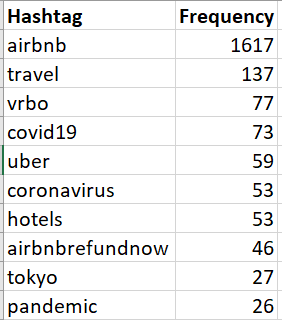 Hashtag Frequency
airbnb 1617
travel 137
vrbo 77
covid19 73
uber 59
coronavirus 53
hotels 53
airbnbrefundnow 46
tokyo 27
pandemic 26